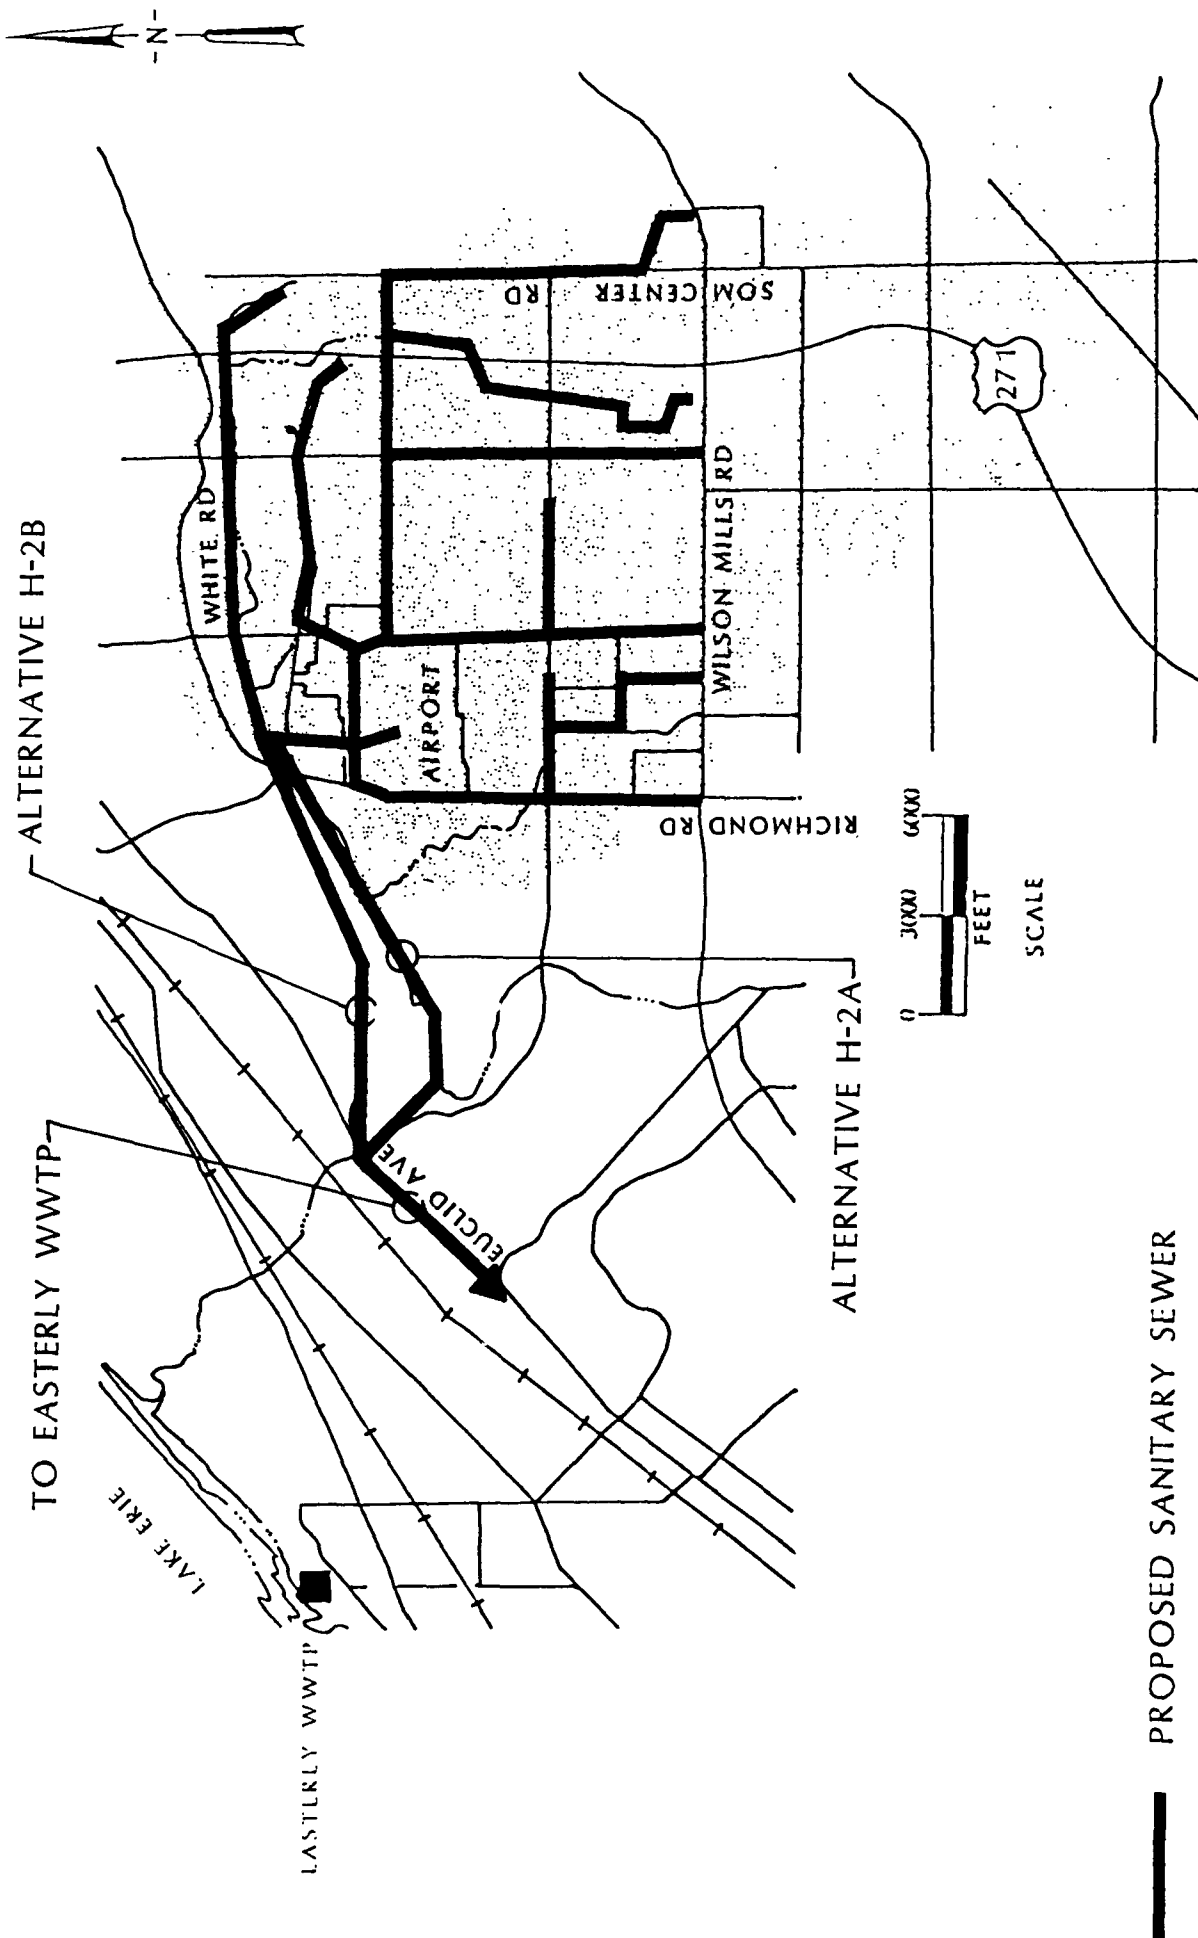 -N-
ALTERNATIVE H-2B
TO EASTERLY WWTP
LAKE ERIE
LASTERLY WWTP
WHITE RD
SOM CENTER RD
AIRPORT
WILSON MILLS RD
RICHMOND RD
EUCLID AVE
271
ALTERNATIVE H-2A
0 3000 6000
FEET
SCALE
PROPOSED SANITARY SEWER